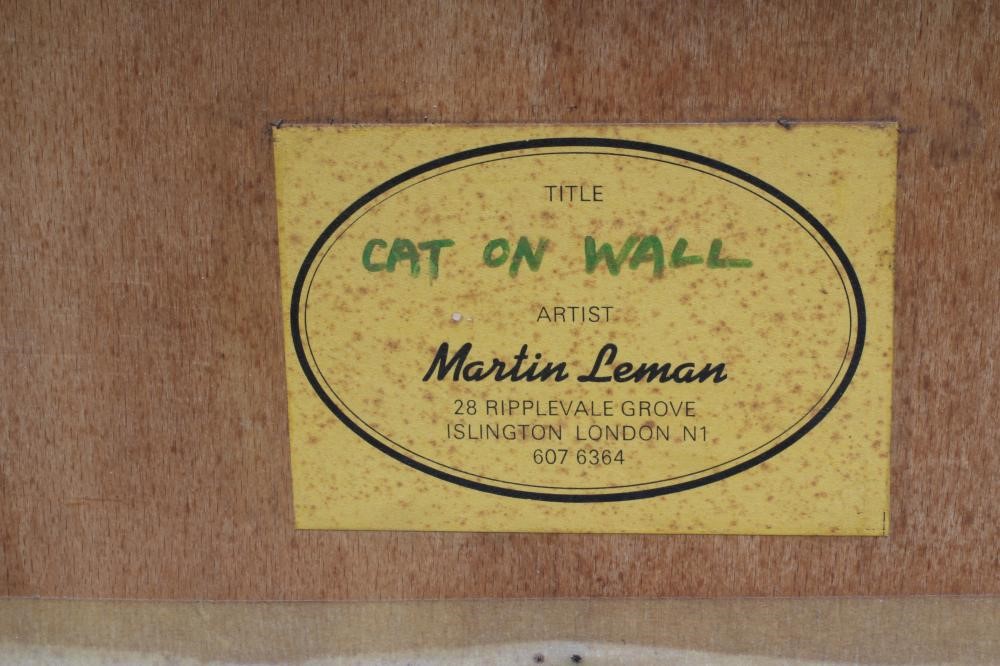 TITLE
CAT ON WALL
ARTIST
Martin Leman
28 RIPPLEVALE GROVE
ISLINGTON LONDON N1
607 6364